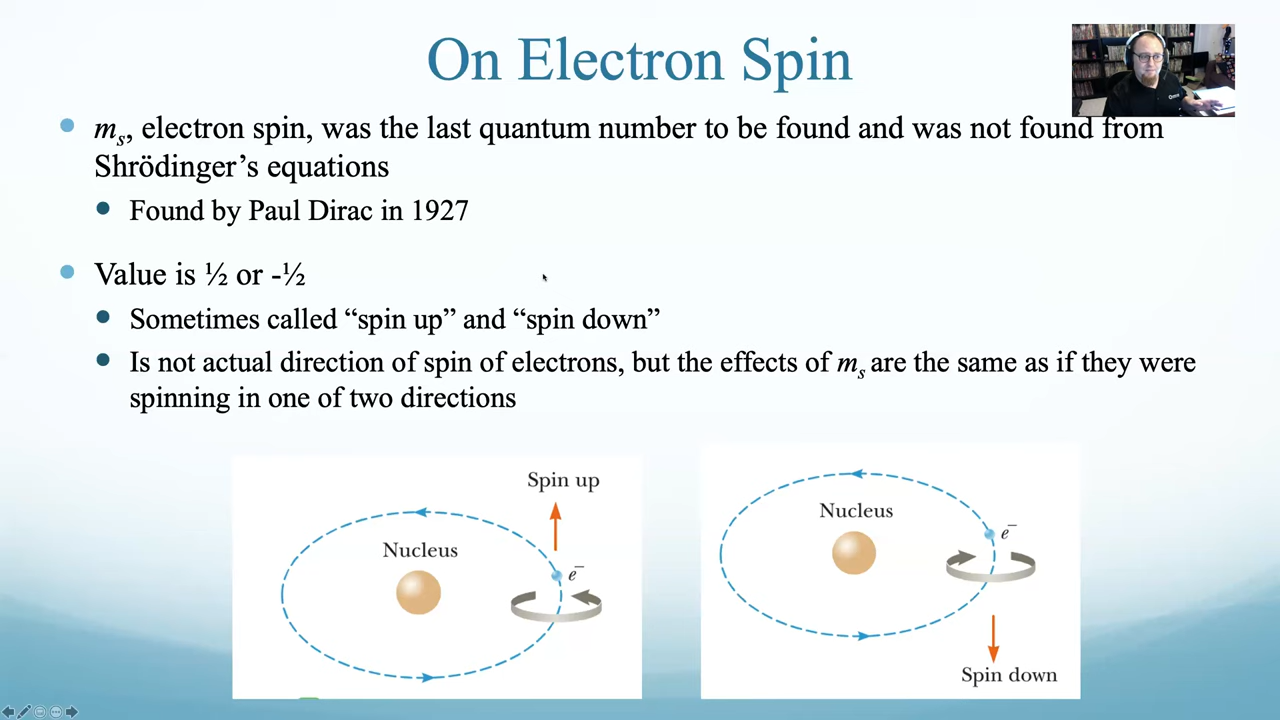 On Electron Spin
m_s, electron spin, was the last quantum number to be found and was not found from
Shrödinger’s equations
Found by Paul Dirac in 1927
Value is ½ or -½
Sometimes called “spin up” and “spin down”
Is not actual direction of spin of electrons, but the effects of m_s are the same as if they were
spinning in one of two directions
Spin up
Nucleus
e⁻
Nucleus
e⁻
Spin down